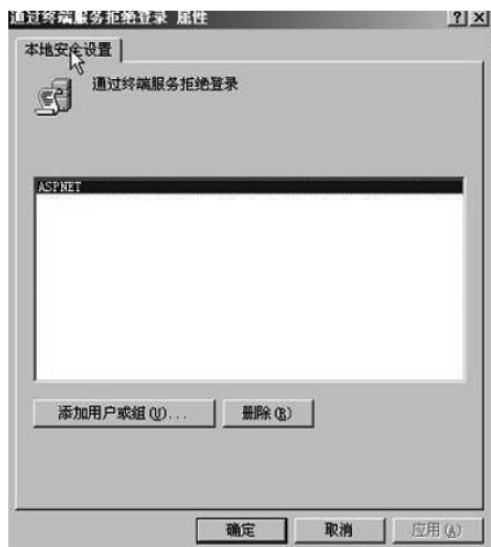 通过终端服务拒绝登录 属性
本地安全设置
通过终端服务拒绝登录
ASPNET
添加用户或组(U)... 删除(R)
确定 取消 应用(A)